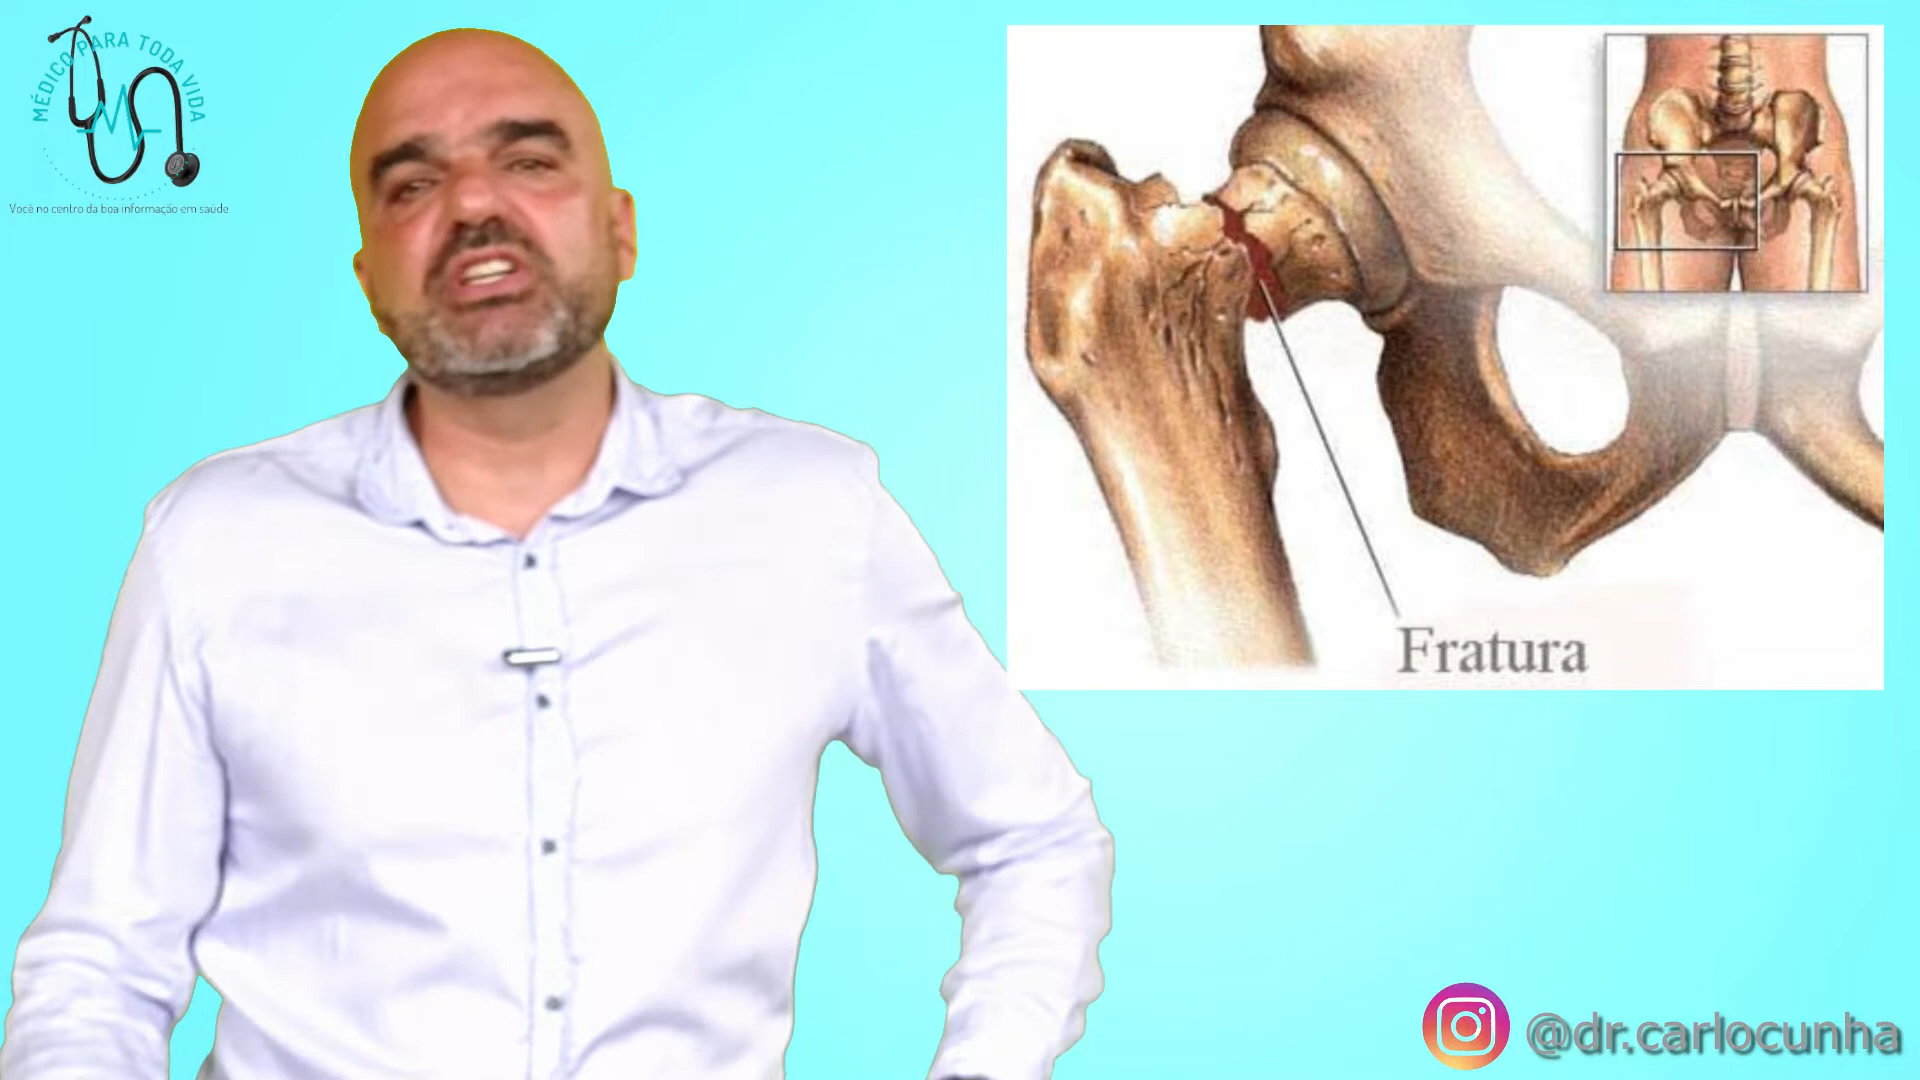 MÉDICO PARA TODA VIDA
Você no centro da boa informação em saúde
Fratura
@dr.carlocunha